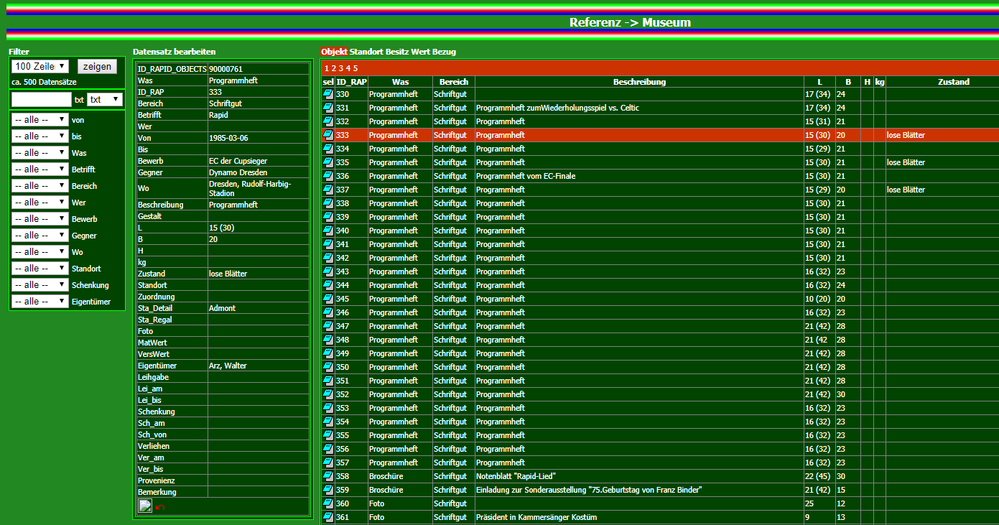 Referenz -> Museum
Filter
100 Zeile zeigen
ca. 500 Datensätze
txt txt
-- alle -- von
-- alle -- bis
-- alle -- Was
-- alle -- Betrifft
-- alle -- Bereich
-- alle -- Wer
-- alle -- Bewerb
-- alle -- Gegner
-- alle -- Wo
-- alle -- Standort
-- alle -- Schenkung
-- alle -- Eigentümer
Datensatz bearbeiten
ID_RAPID_OBJECTS 90000761
Was Programmheft
ID_RAP 333
Bereich Schriftgut
Betrifft Rapid
Wer
Von 1985-03-06
Bis
Bewerb EC der Cupsieger
Gegner Dynamo Dresden
Wo Dresden, Rudolf-Harbig-
Stadion
Beschreibung Programmheft
Gestalt
L 15 (30)
B 20
H
kg
Zustand lose Blätter
Standort
Zuordnung
Sta_Detail Admont
Sta_Regal
Foto
MatWert
VersWert
Eigentümer Arz, Walter
Leihgabe
Lei_am
Lei_bis
Schenkung
Sch_am
Sch_von
Verliehen
Ver_am
Ver_bis
Provenienz
Bemerkung
Objekt Standort Besitz Wert Bezug
1 2 3 4 5
sel ID_RAP Was Bereich Beschreibung L B H kg Zustand
330 Programmheft Schriftgut 17 (34) 24
331 Programmheft Schriftgut Programmheft zumWiederholungsspiel vs. Celtic 17 (34) 24
332 Programmheft Schriftgut Programmheft 15 (31) 21
333 Programmheft Schriftgut Programmheft 15 (30) 20 lose Blätter
334 Programmheft Schriftgut Programmheft 15 (29) 21
335 Programmheft Schriftgut Programmheft 15 (30) 21 lose Blätter
336 Programmheft Schriftgut Programmheft vom EC-Finale 15 (30) 21
337 Programmheft Schriftgut Programmheft 15 (29) 20 lose Blätter
338 Programmheft Schriftgut Programmheft 15 (30) 21
339 Programmheft Schriftgut Programmheft 15 (30) 21
340 Programmheft Schriftgut Programmheft 15 (30) 21
341 Programmheft Schriftgut Programmheft 15 (30) 21
342 Programmheft Schriftgut Programmheft 15 (30) 21
343 Programmheft Schriftgut Programmheft 16 (32) 23
344 Programmheft Schriftgut Programmheft 16 (32) 24
345 Programmheft Schriftgut Programmheft 10 (20) 20
346 Programmheft Schriftgut Programmheft 16 (32) 23
347 Programmheft Schriftgut Programmheft 21 (42) 28
348 Programmheft Schriftgut Programmheft 21 (42 28
349 Programmheft Schriftgut Programmheft 21 (42) 28
350 Programmheft Schriftgut Programmheft 21 (42) 28
351 Programmheft Schriftgut Programmheft 21 (42) 28
352 Programmheft Schriftgut Programmheft 21 (42) 30
353 Programmheft Schriftgut Programmheft 16 (32) 23
354 Programmheft Schriftgut Programmheft 16 (32) 23
355 Programmheft Schriftgut Programmheft 16 (32) 23
356 Programmheft Schriftgut Programmheft 16 (32) 23
357 Programmheft Schriftgut Programmheft 16 (32) 23
358 Broschüre Schriftgut Notenblatt "Rapid-Lied" 22 (45) 30
359 Broschüre Schriftgut Einladung zur Sonderausstellung "75.Geburtstag von Franz Binder" 21 (42) 15
360 Foto Schriftgut 25 12
361 Foto Schriftgut Präsident in Kammersänger Kostüm 9 13